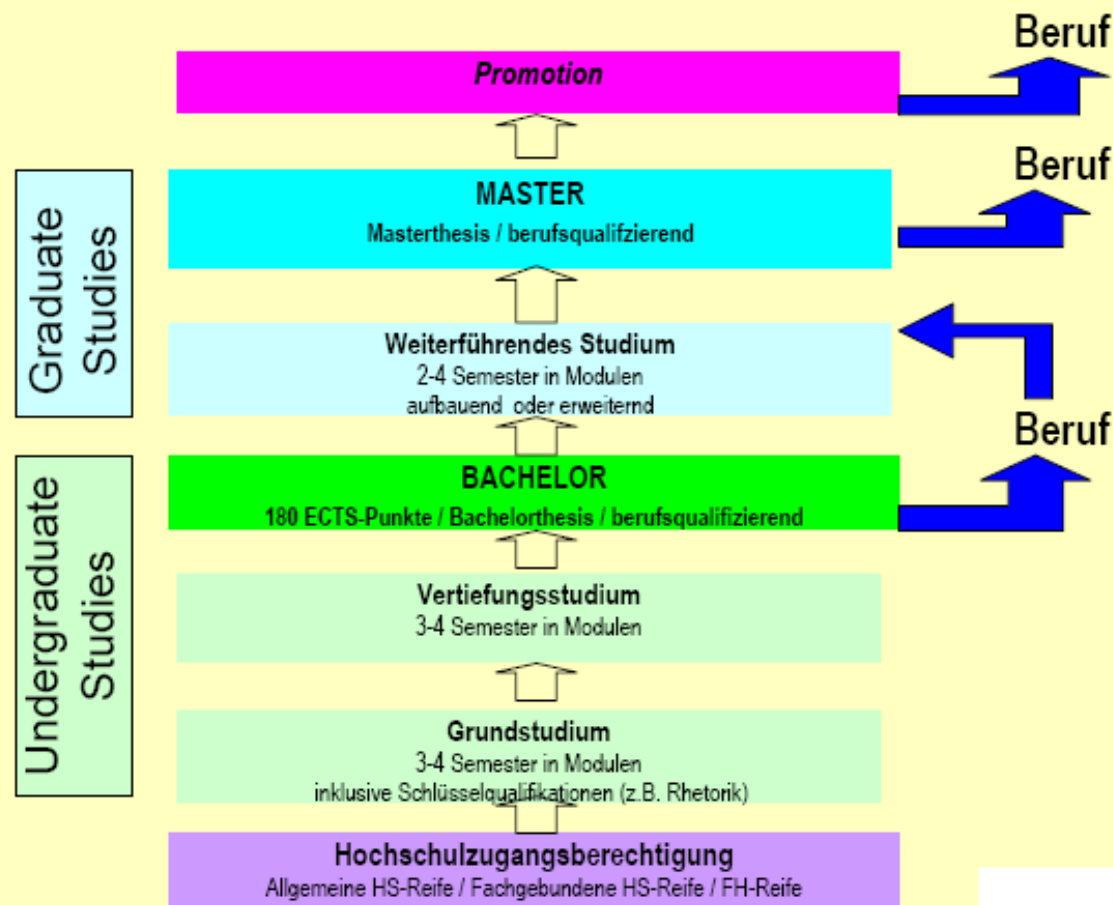 Beruf
Promotion
Beruf
MASTER
Masterthesis / berufsqualifzierend
Graduate
Studies
Weiterführendes Studium
2-4 Semester in Modulen
aufbauend oder erweiternd
Beruf
BACHELOR
180 ECTS-Punkte / Bachelorthesis / berufsqualifizierend
Undergraduate
Studies
Vertiefungsstudium
3-4 Semester in Modulen
Grundstudium
3-4 Semester in Modulen
inklusive Schlüsselqualifikationen (z.B. Rhetorik)
Hochschulzugangsberechtigung
Allgemeine HS-Reife / Fachgebundene HS-Reife / FH-Reife